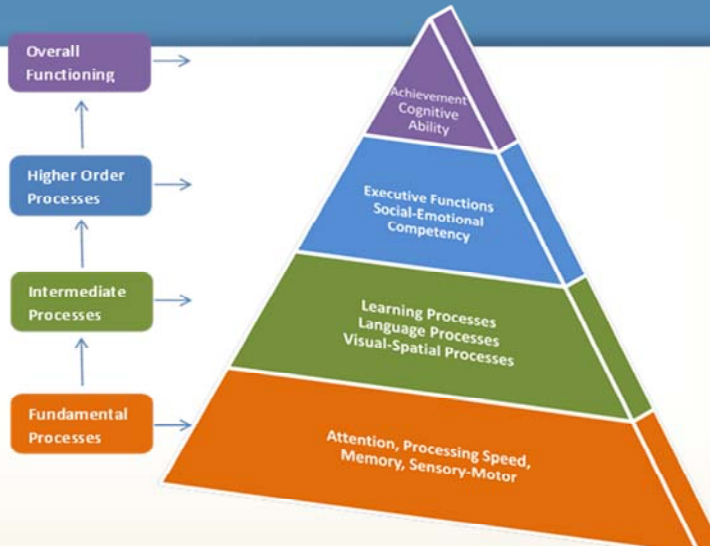 Overall
Functioning
Achievement
Cognitive
Ability
Higher Order
Processes
Executive Functions
Social-Emotional
Competency
Intermediate
Processes
Learning Processes
Language Processes
Visual-Spatial Processes
Fundamental
Processes
Attention, Processing Speed,
Memory, Sensory-Motor